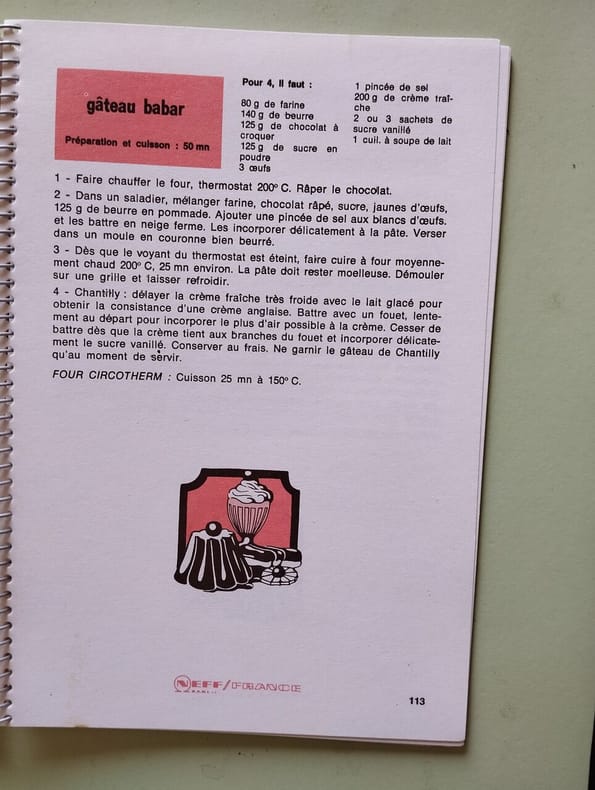 gâteau babar
Préparation et cuisson : 50 mn
Pour 4, il faut :
80 g de farine
140 g de beurre
125 g de chocolat à
croquer
125 g de sucre en
poudre
3 œufs
1 pincée de sel
200 g de crème traî-
che
2 ou 3 sachets de
sucre vanillé
1 cuil. à soupe de lait
1 - Faire chauffer le four, thermostat 200° C. Râper le chocolat.
2 - Dans un saladier, mélanger farine, chocolat râpé, sucre, jaunes d'œufs,
125 g de beurre en pommade. Ajouter une pincée de sel aux blancs d'œufs.
et les battre en neige ferme. Les incorporer délicatement à la pâte. Verser
dans un moule en couronne bien beurré.
3 - Dès que le voyant du thermostat est éteint, faire cuire à four moyenne-
ment chaud 200° C, 25 mn environ. La pâte doit rester moelleuse. Démouler
sur une grille et laisser refroidir.
4 - Chantilly : délayer la crème fraîche très froide avec le lait glacé pour
obtenir la consistance d'une crème anglaise. Battre avec un fouet, lente-
ment au départ pour incorporer le plus d'air possible à la crème. Cesser de
battre dès que la crème tient aux branches du fouet et incorporer délicate-
ment le sucre vanillé. Conserver au frais. Ne garnir le gâteau de Chantilly
qu'au moment de servir.
FOUR CIRCOTHERM : Cuisson 25 mn à 150° C.
NEFF/FRANCE
113